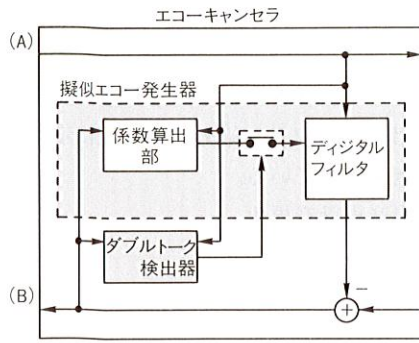 エコーキャンセラ
(A)
擬似エコー発生器
係数算出
部
ディジタル
フィルタ
ダブルトーク
検出器
(B)
−
+